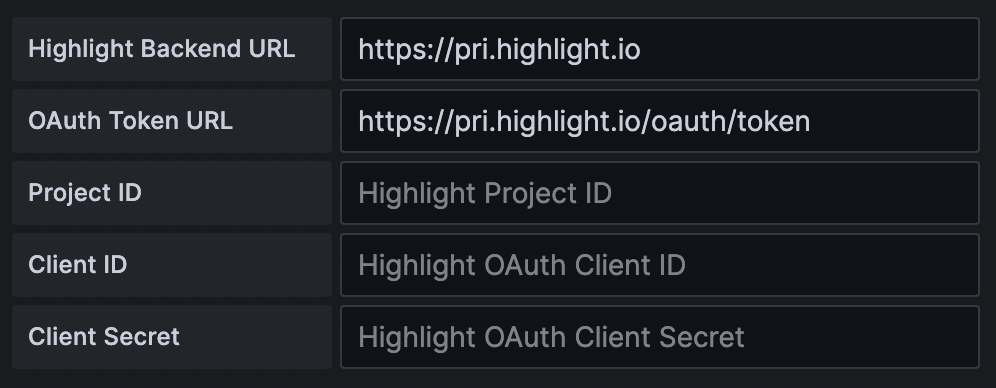 Highlight Backend URL https://pri.highlight.io
OAuth Token URL https://pri.highlight.io/oauth/token
Project ID Highlight Project ID
Client ID Highlight OAuth Client ID
Client Secret Highlight OAuth Client Secret